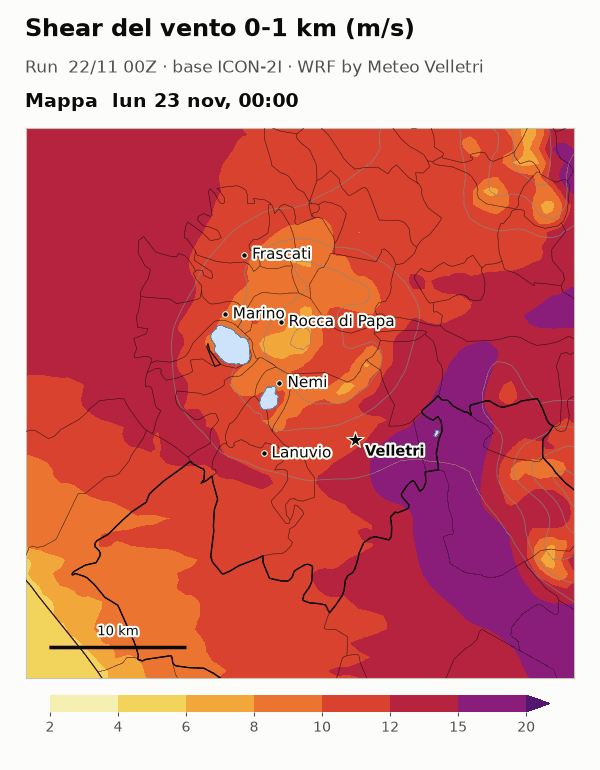 Shear del vento 0-1 km (m/s)
Run 22/11 00Z · base ICON-2I · WRF by Meteo Velletri
Mappa lun 23 nov, 00:00
Frascati
Marino
Rocca di Papa
Nemi
Velletri
Lanuvio
10 km
2 4 6 8 10 12 15 20